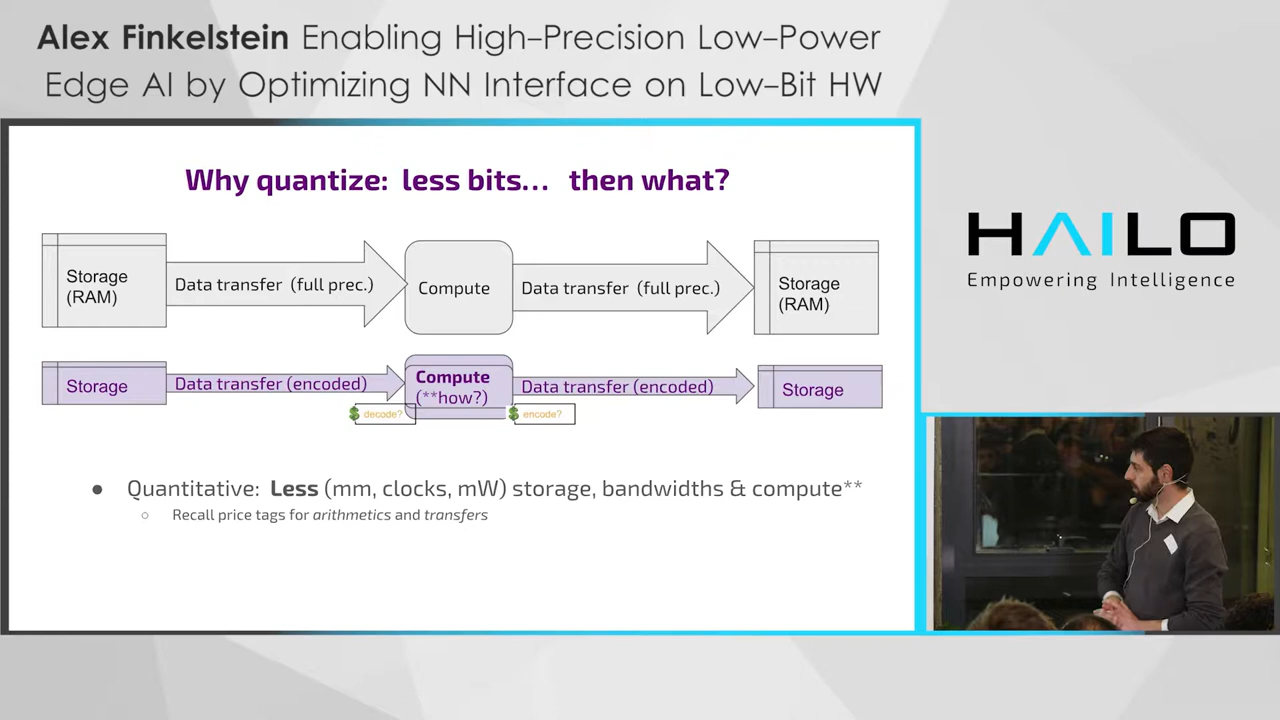 Alex Finkelstein Enabling High-Precision Low-Power
Edge AI by Optimizing NN Interface on Low-Bit HW
Why quantize: less bits... then what?
Storage
(RAM)
Data transfer (full prec.)
Compute
Data transfer (full prec.)
Storage
(RAM)
Storage
Data transfer (encoded)
Compute
(**how?)
Data transfer (encoded)
Storage
decode?
encode?
● Quantitative: Less (mm, clocks, mW) storage, bandwidths & compute**
○ Recall price tags for arithmetics and transfers
HAILO
Empowering Intelligence